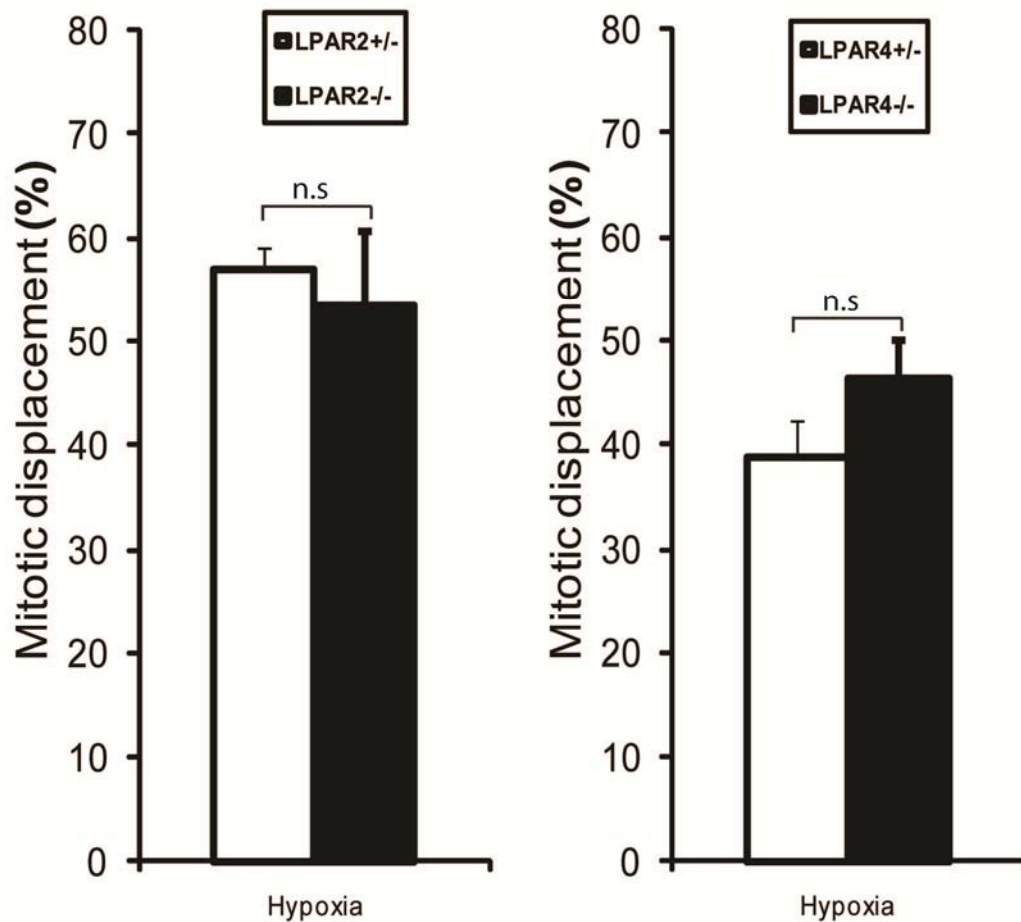 Mitotic displacement (%)
80
70
60
50
40
30
20
10
0
LPAR2+/-
LPAR2-/-
n.s
Hypoxia
Mitotic displacement (%)
80
70
60
50
40
30
20
10
0
LPAR4+/-
LPAR4-/-
n.s
Hypoxia